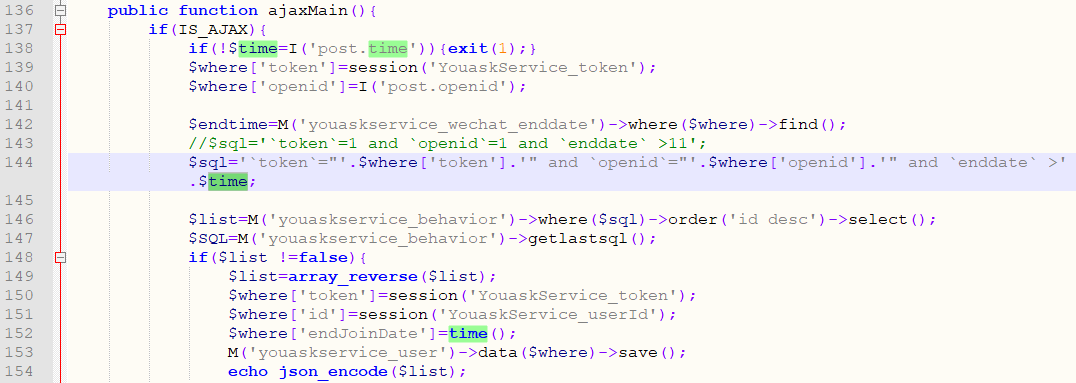 136 public function ajaxMain(){
137 if(IS_AJAX){
138 if(!$time=I('post.time')){exit(1);}
139 $where['token']=session('YouaskService_token');
140 $where['openid']=I('post.openid');
141
142 $endtime=M('youaskservice_wechat_enddate')->where($where)->find();
143 //$sql='`token`=1 and `openid`=1 and `enddate` >11';
144 $sql='`token`="'.$where['token'].'" and `openid`="'.$where['openid'].'" and `enddate` >'
.$time;
145
146 $list=M('youaskservice_behavior')->where($sql)->order('id desc')->select();
147 $SQL=M('youaskservice_behavior')->getlastsql();
148 if($list !=false){
149 $list=array_reverse($list);
150 $where['token']=session('YouaskService_token');
151 $where['id']=session('YouaskService_userId');
152 $where['endJoinDate']=time();
153 M('youaskservice_user')->data($where)->save();
154 echo json_encode($list);